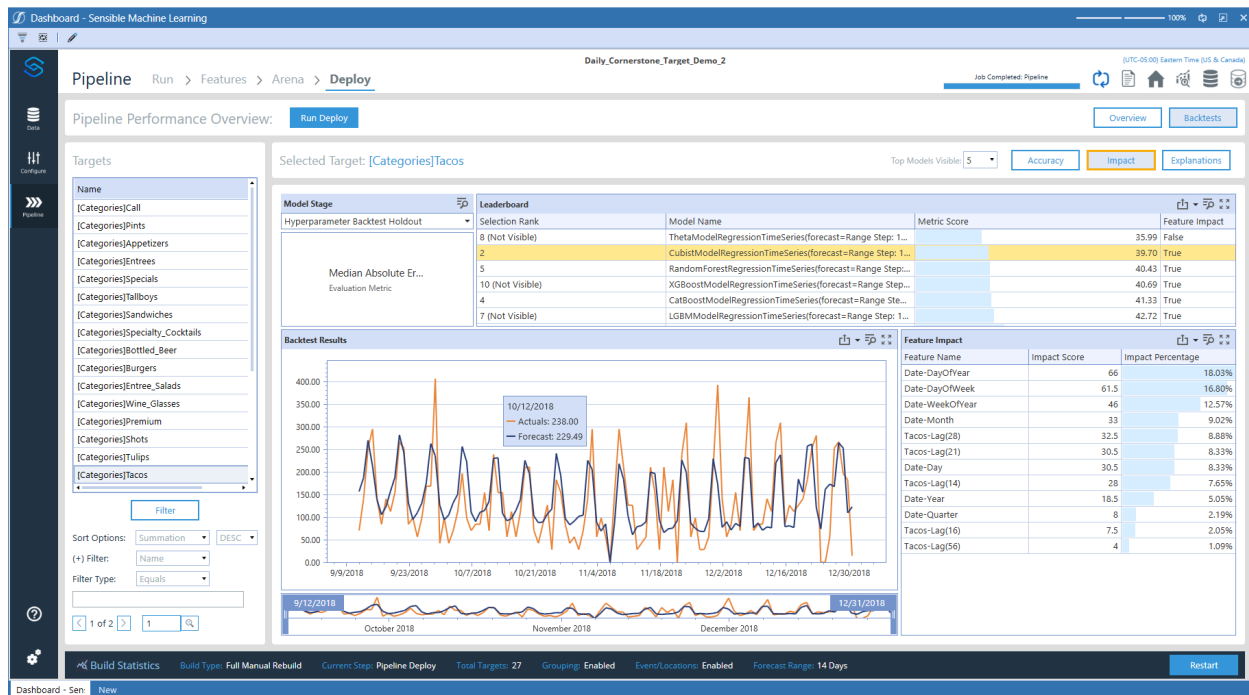 Dashboard - Sensible Machine Learning
100%
Daily_Cornerstone_Target_Demo_2
(UTC-05:00) Eastern Time (US & Canada)
Pipeline Run > Features > Arena > Deploy
Job Completed: Pipeline
Data
Configure
Pipeline
Pipeline Performance Overview: Run Deploy Overview Backtests
Targets
Name
[Categories]Call
[Categories]Pints
[Categories]Appetizers
[Categories]Entrees
[Categories]Specials
[Categories]Tallboys
[Categories]Sandwiches
[Categories]Specialty_Cocktails
[Categories]Bottled_Beer
[Categories]Burgers
[Categories]Entree_Salads
[Categories]Wine_Glasses
[Categories]Premium
[Categories]Shots
[Categories]Tulips
[Categories]Tacos
Filter
Sort Options: Summation DESC
(+) Filter: Name
Filter Type: Equals
1 of 2 1
Selected Target: [Categories]Tacos
Top Models Visible: 5 Accuracy Impact Explanations
Model Stage
Hyperparameter Backtest Holdout
Median Absolute Er...
Evaluation Metric
Leaderboard
Selection Rank Model Name Metric Score Feature Impact
8 (Not Visible) ThetaModelRegressionTimeSeries(forecast=Range Step: 1... 35.99 False
2 CubistModelRegressionTimeSeries(forecast=Range Step: 1... 39.70 True
5 RandomForestRegressionTimeSeries(forecast=Range Step:... 40.43 True
10 (Not Visible) XGBoostModelRegressionTimeSeries(forecast=Range Step: ... 40.69 True
4 CatBoostModelRegressionTimeSeries(forecast=Range Ste... 41.33 True
7 (Not Visible) LGBMModelRegressionTimeSeries(forecast=Range Step: 1... 42.72 True
Backtest Results
400.00
350.00
300.00
250.00
200.00
150.00
100.00
50.00
0.00
10/12/2018
Actuals: 238.00
Forecast: 229.49
9/9/2018 9/23/2018 10/7/2018 10/21/2018 11/4/2018 11/18/2018 12/2/2018 12/16/2018 12/30/2018
9/12/2018 12/31/2018
October 2018 November 2018 December 2018
Feature Impact
Feature Name Impact Score Impact Percentage
Date-DayOfYear 66 18.03%
Date-DayOfWeek 61.5 16.80%
Date-WeekOfYear 46 12.57%
Date-Month 33 9.02%
Tacos-Lag(28) 32.5 8.88%
Tacos-Lag(21) 30.5 8.33%
Date-Day 30.5 8.33%
Tacos-Lag(14) 28 7.65%
Date-Year 18.5 5.05%
Date-Quarter 8 2.19%
Tacos-Lag(16) 7.5 2.05%
Tacos-Lag(56) 4 1.09%
Build Statistics Build Type: Full Manual Rebuild Current Step: Pipeline Deploy Total Targets: 27 Grouping: Enabled Event/Locations: Enabled Forecast Range: 14 Days Restart
Dashboard - Sen: New